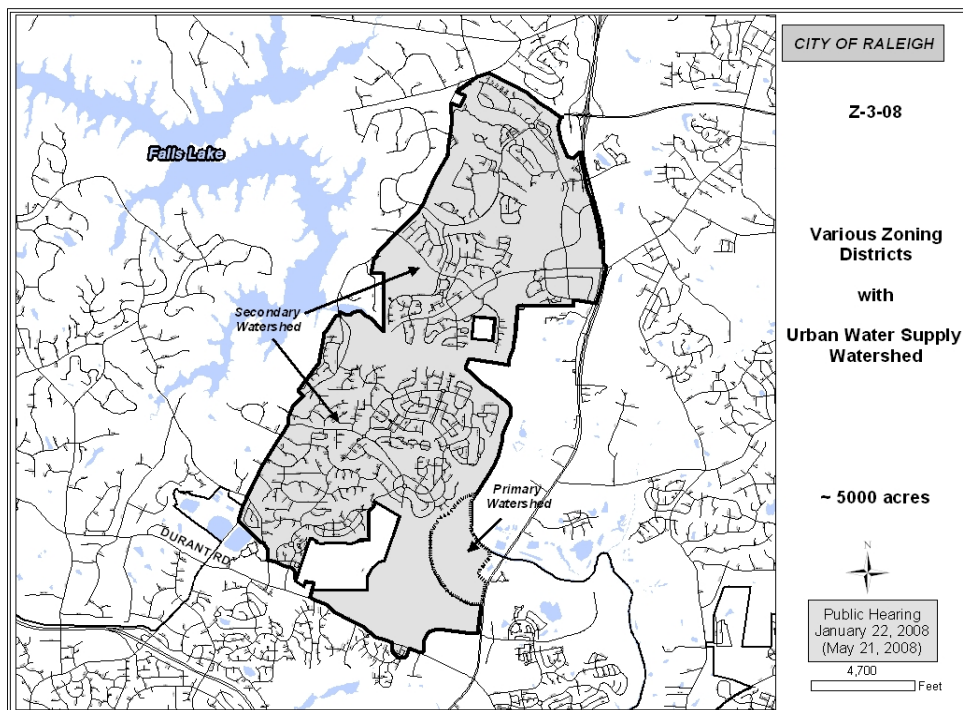 CITY OF RALEIGH
Z-3-08
Various Zoning
Districts
with
Urban Water Supply
Watershed
~ 5000 acres
N
Public Hearing
January 22, 2008
(May 21, 2008)
4,700
Feet
Falls Lake
Secondary
Watershed
Primary
Watershed
DURANT RD